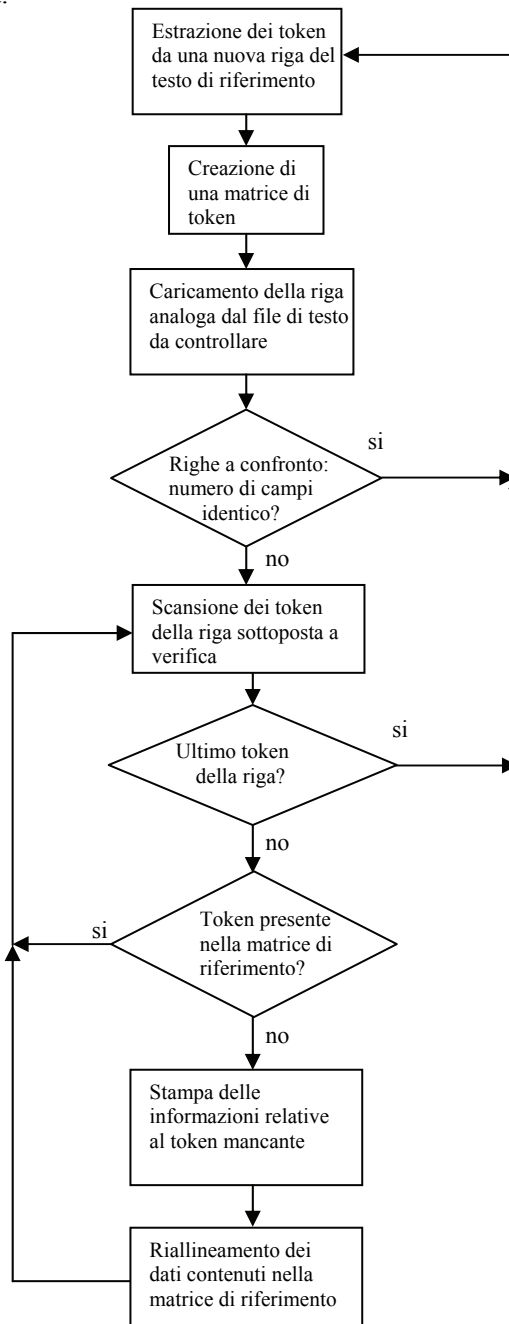 Estrazione dei token
da una nuova riga del
testo di riferimento
Creazione di
una matrice di
token
Caricamento della riga
analoga dal file di testo
da controllare
si
Righe a confronto:
numero di campi
identico?
no
Scansione dei token
della riga sottoposta a
verifica
si
Ultimo token
della riga?
no
si
Token presente
nella matrice di
riferimento?
no
Stampa delle
informazioni relative
al token mancante
Riallineamento dei
dati contenuti nella
matrice di riferimento